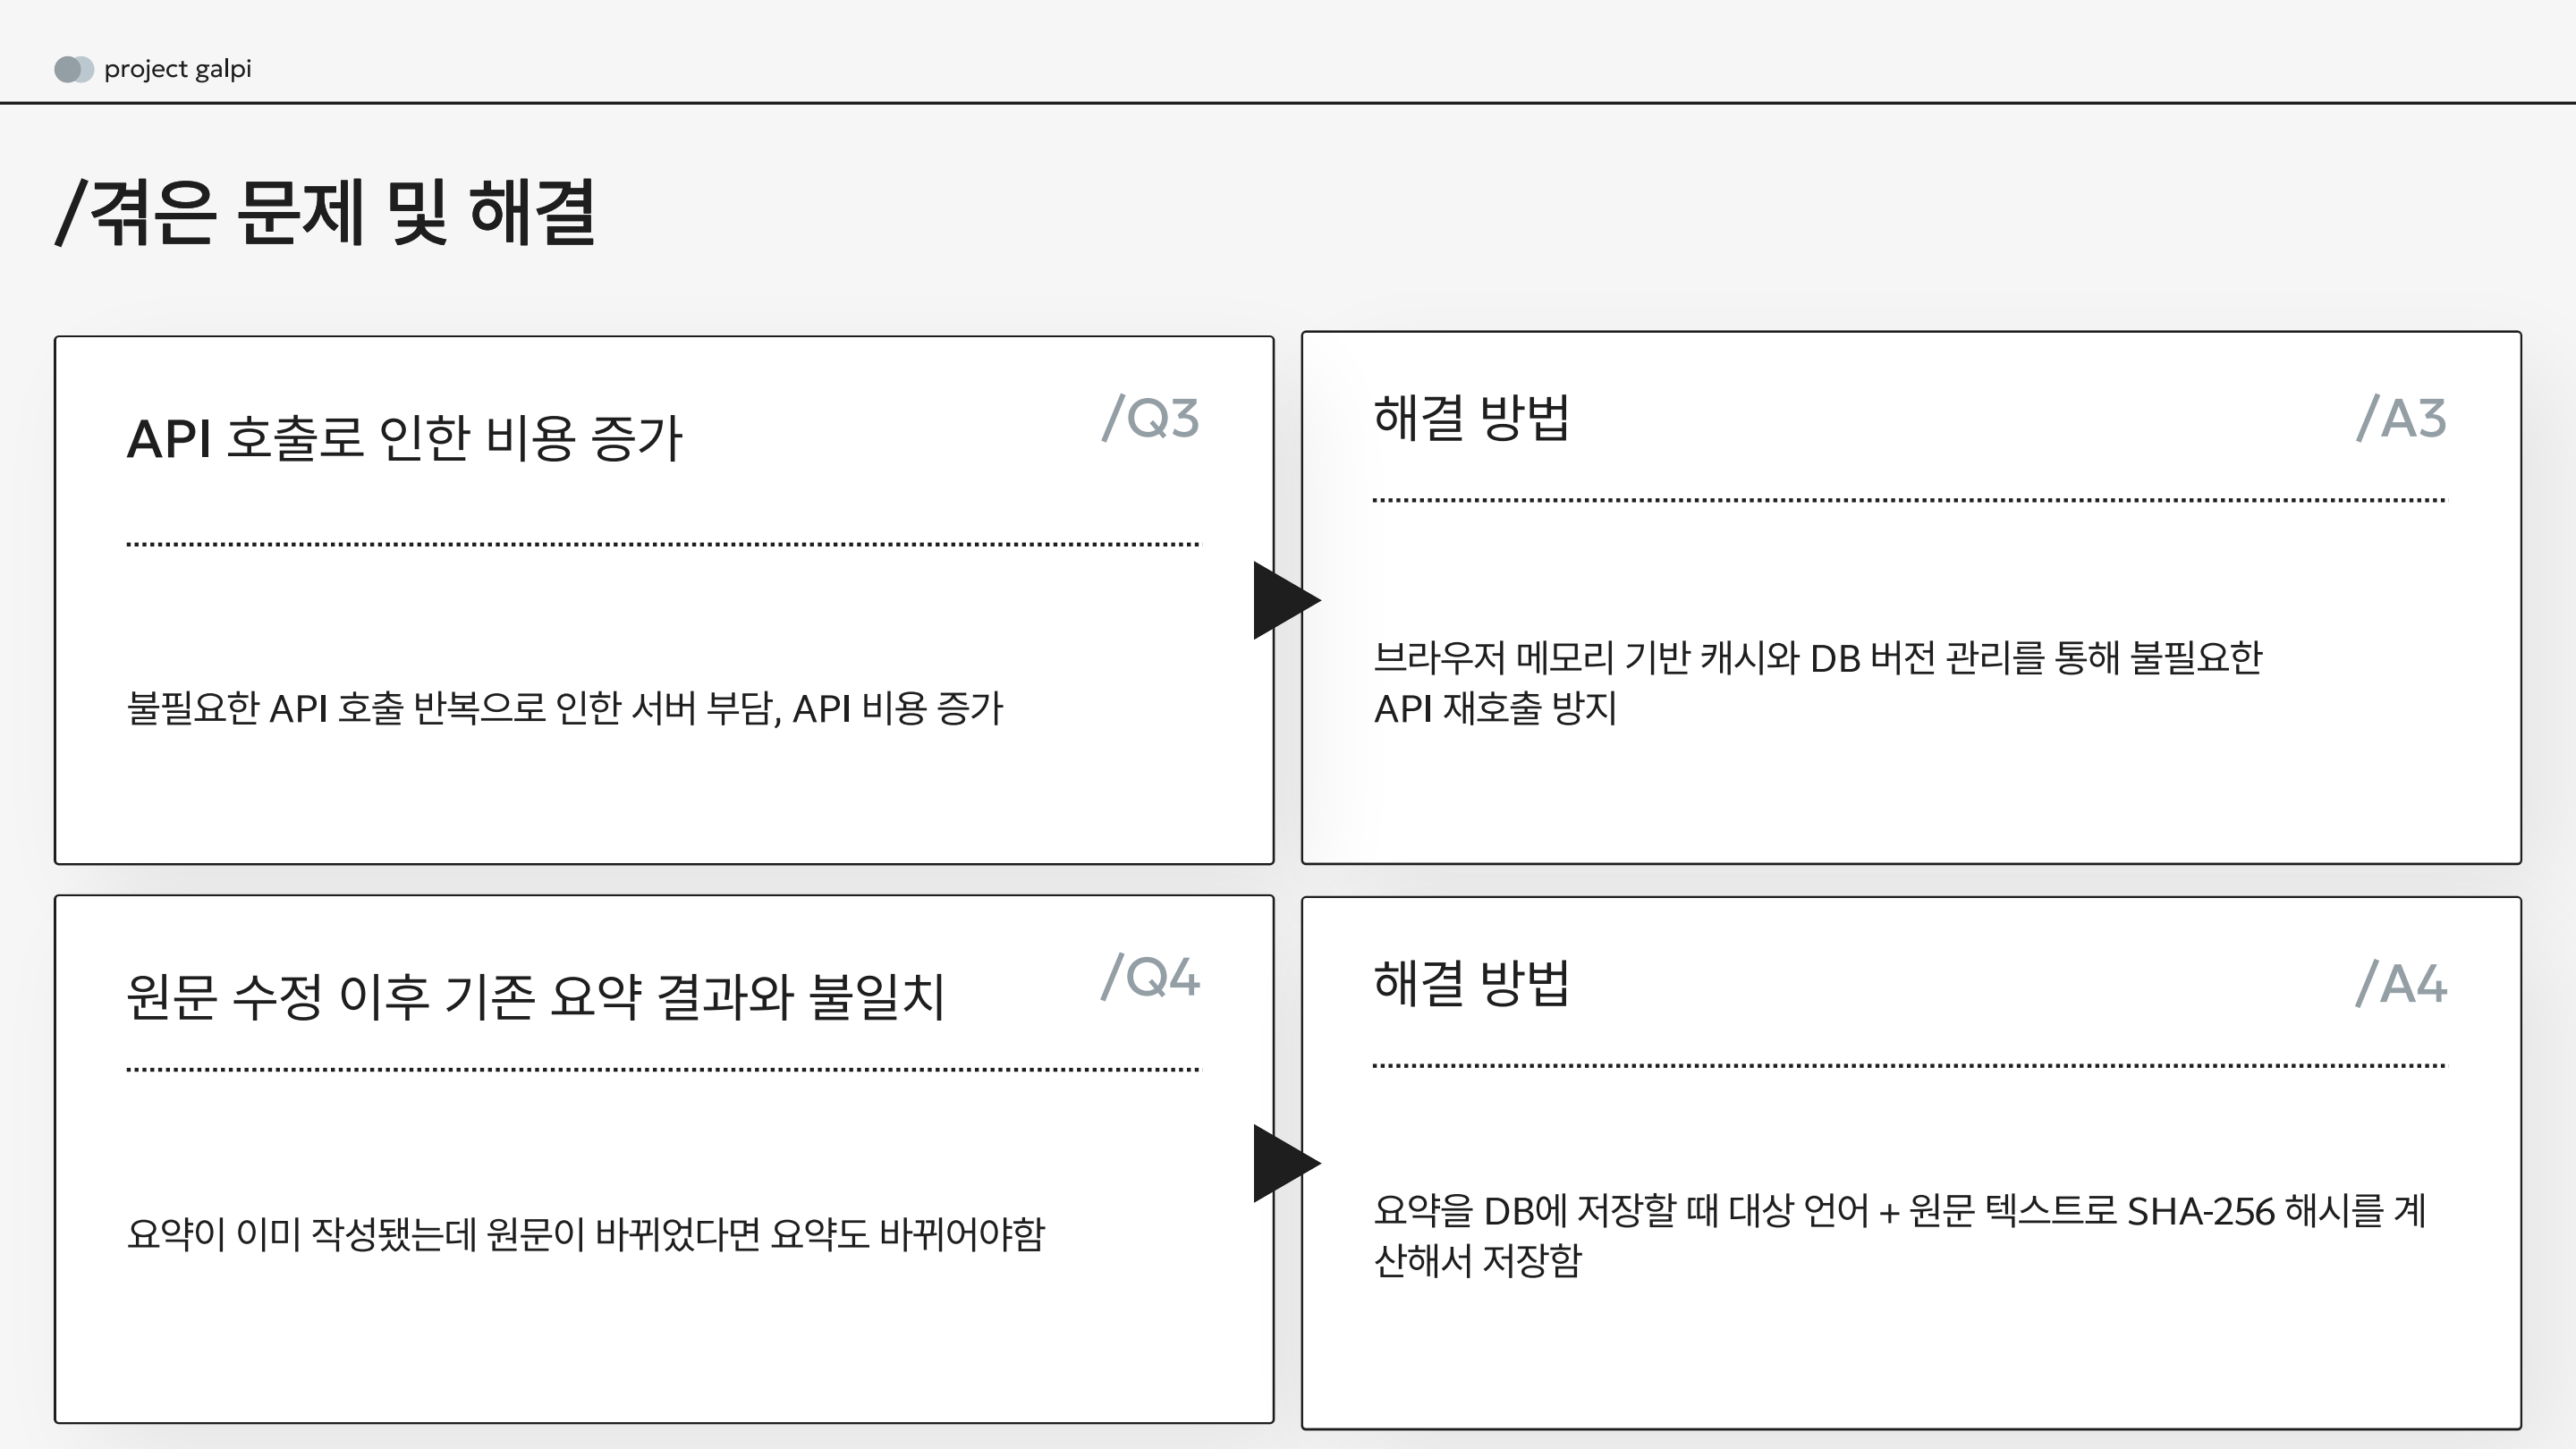 project galpi
/겪은 문제 및 해결
API 호출로 인한 비용 증가
/Q3
불필요한 API 호출 반복으로 인한 서버 부담, API 비용 증가
해결 방법
/A3
브라우저 메모리 기반 캐시와 DB 버전 관리를 통해 불필요한
API 재호출 방지
원문 수정 이후 기존 요약 결과와 불일치
/Q4
요약이 이미 작성됐는데 원문이 바뀌었다면 요약도 바뀌어야함
해결 방법
/A4
요약을 DB에 저장할 때 대상 언어 + 원문 텍스트로 SHA-256 해시를 계
산해서 저장함